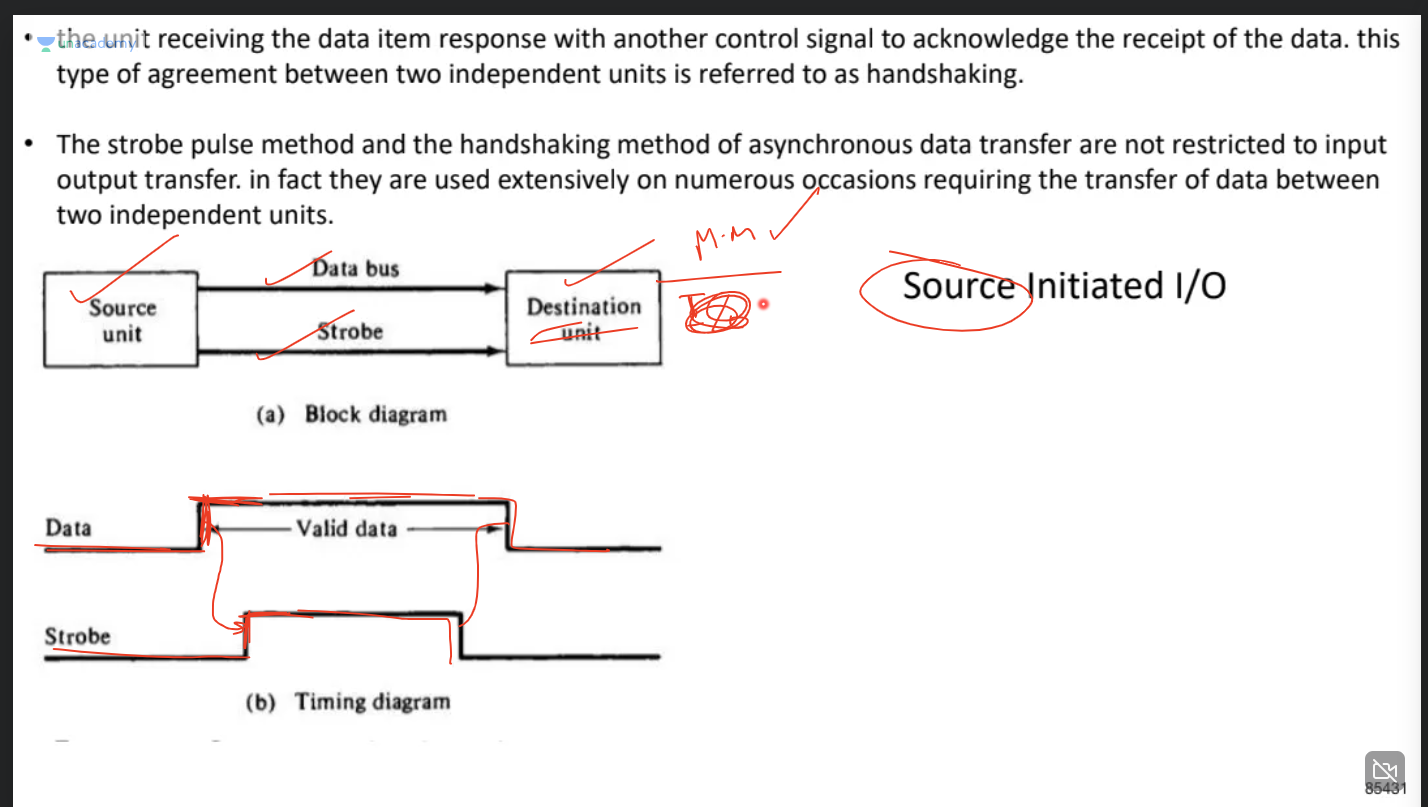 • the unit receiving the data item response with another control signal to acknowledge the receipt of the data. this
type of agreement between two independent units is referred to as handshaking.
• The strobe pulse method and the handshaking method of asynchronous data transfer are not restricted to input
output transfer. in fact they are used extensively on numerous occasions requiring the transfer of data between
two independent units.
unacademy
M.M
Source
unit
Data bus
Strobe
Destination
unit
Source Initiated I/O
(a) Block diagram
Data
Valid data
Strobe
(b) Timing diagram
85431